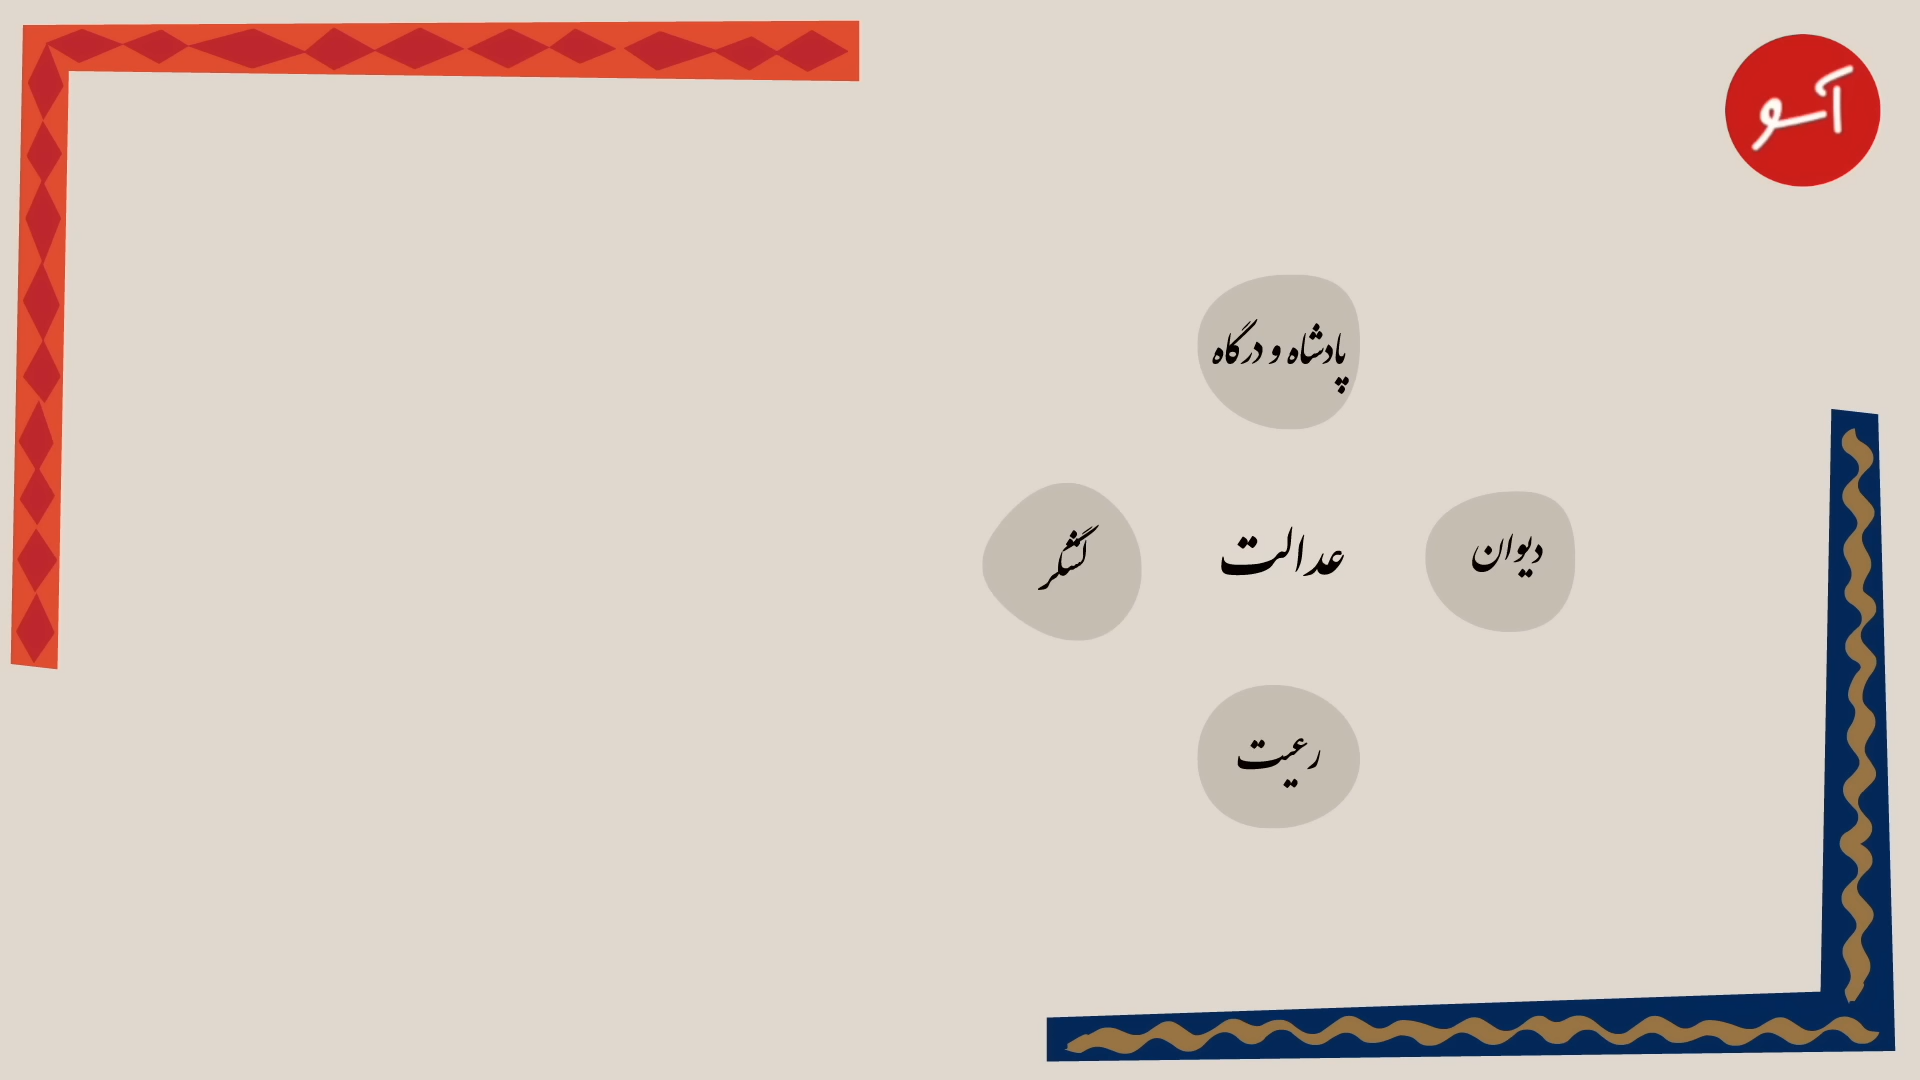 آسو
پادشاه و درگاه
دیوان
عدالت
لشکر
رعیت